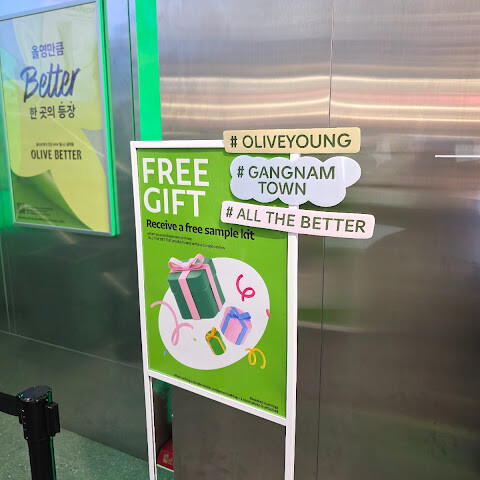 올영만큼
Better
한 곳의 등장
OLIVE BETTER
# OLIVEYOUNG
# GANGNAM
TOWN
# ALL THE BETTER
FREE
GIFT
Receive a free sample kit